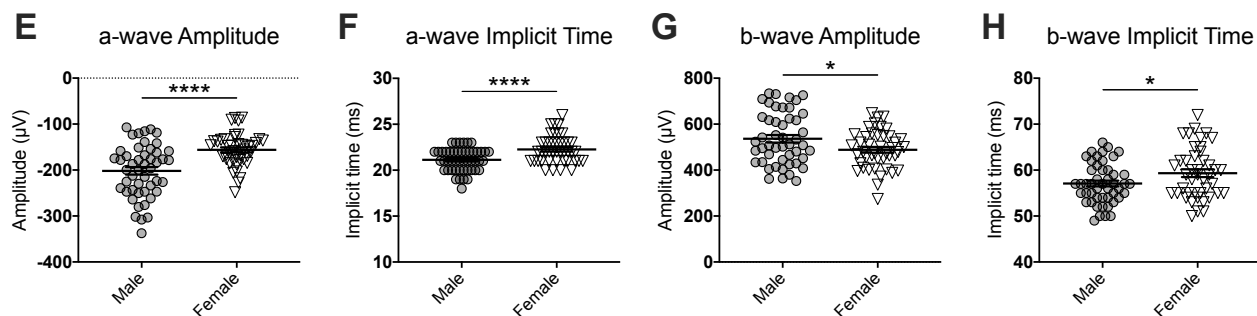 E
a-wave Amplitude
Amplitude (µV)
0
-100
-200
-300
-400
****
Male
Female
F
a-wave Implicit Time
Implicit time (ms)
30
25
20
15
10
****
Male
Female
G
b-wave Amplitude
Amplitude (µV)
800
600
400
200
0
*
Male
Female
H
b-wave Implicit Time
Implicit time (ms)
80
70
60
50
40
*
Male
Female